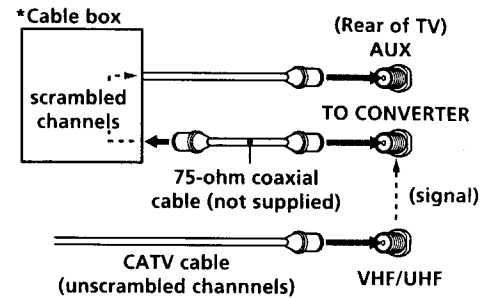 *Cable box
(Rear of TV)
AUX
scrambled
channels
TO CONVERTER
75-ohm coaxial
cable (not supplied)
(signal)
CATV cable
(unscrambled channnels)
VHF/UHF